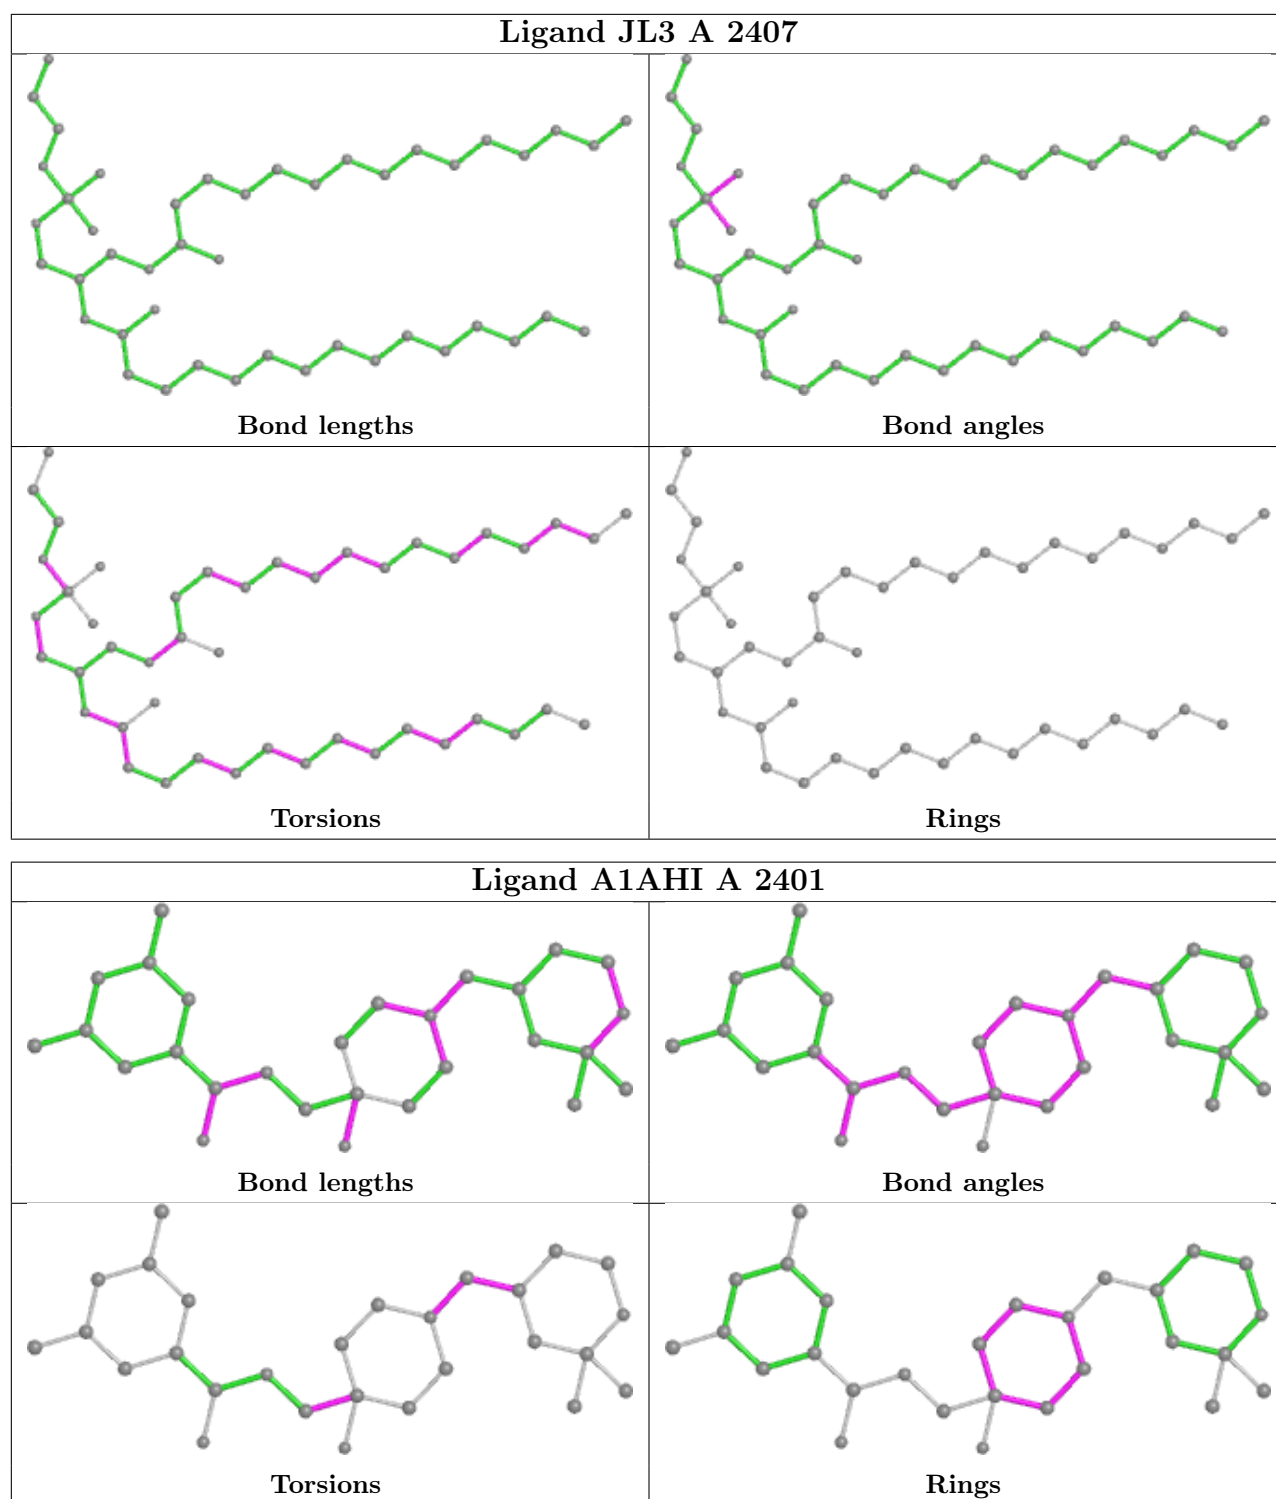 Ligand JL3 A 2407
Bond lengths
Bond angles
Torsions
Rings
Ligand A1AHI A 2401
Bond lengths
Bond angles
Torsions
Rings